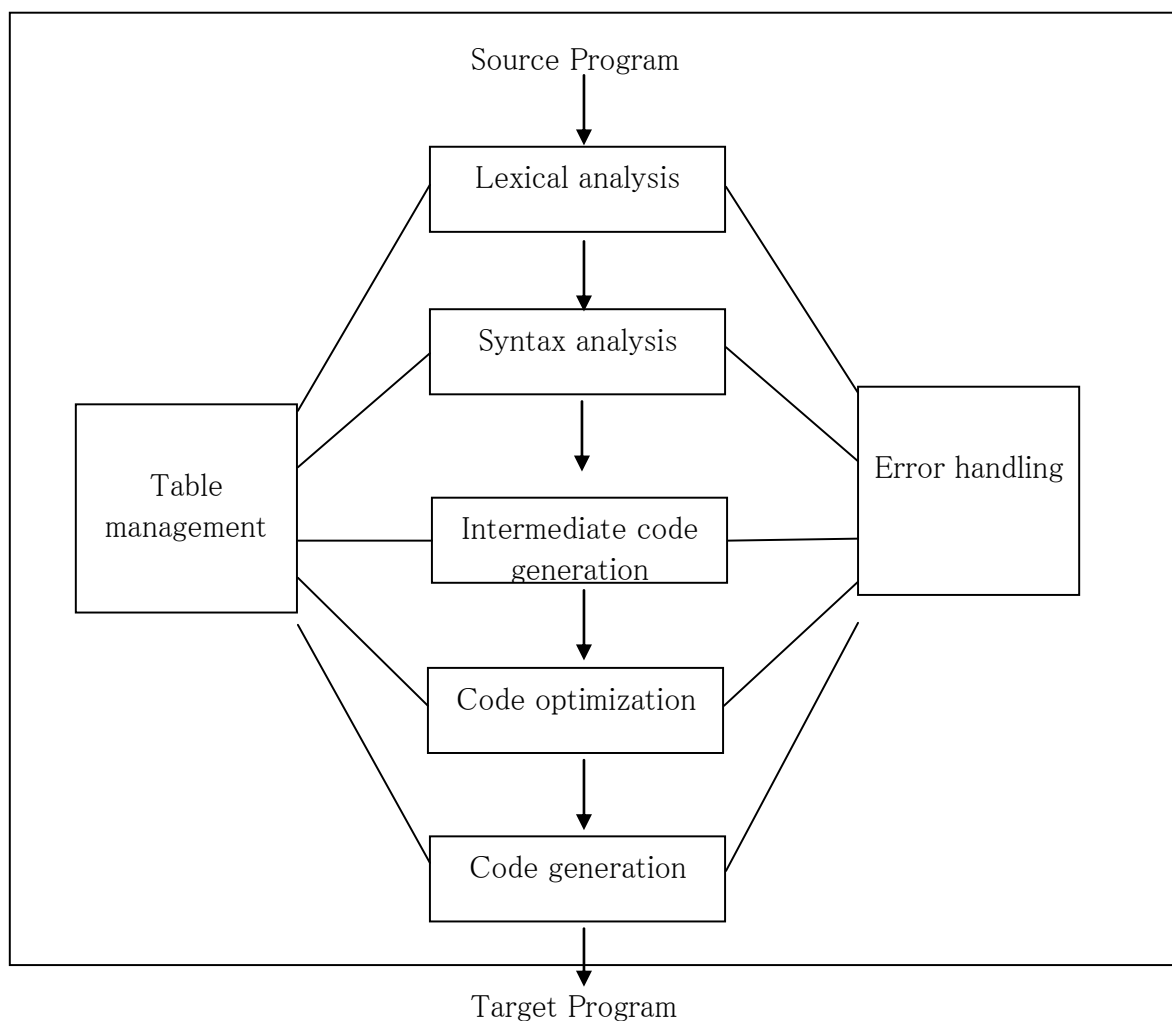 Source Program
Lexical analysis
Syntax analysis
Table
management
Error handling
Intermediate code
generation
Code optimization
Code generation
Target Program